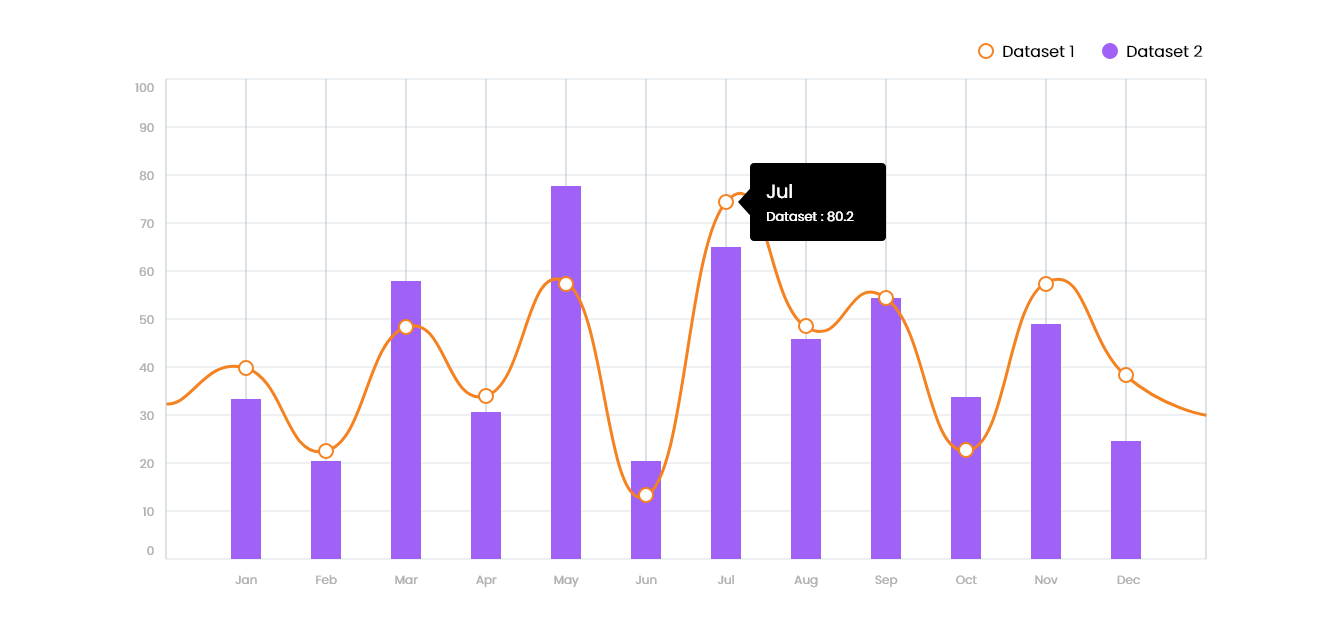 Dataset 1
Dataset 2
100
90
80
70
60
50
40
30
20
10
0
Jul
Dataset : 80.2
Jan
Feb
Mar
Apr
May
Jun
Jul
Aug
Sep
Oct
Nov
Dec